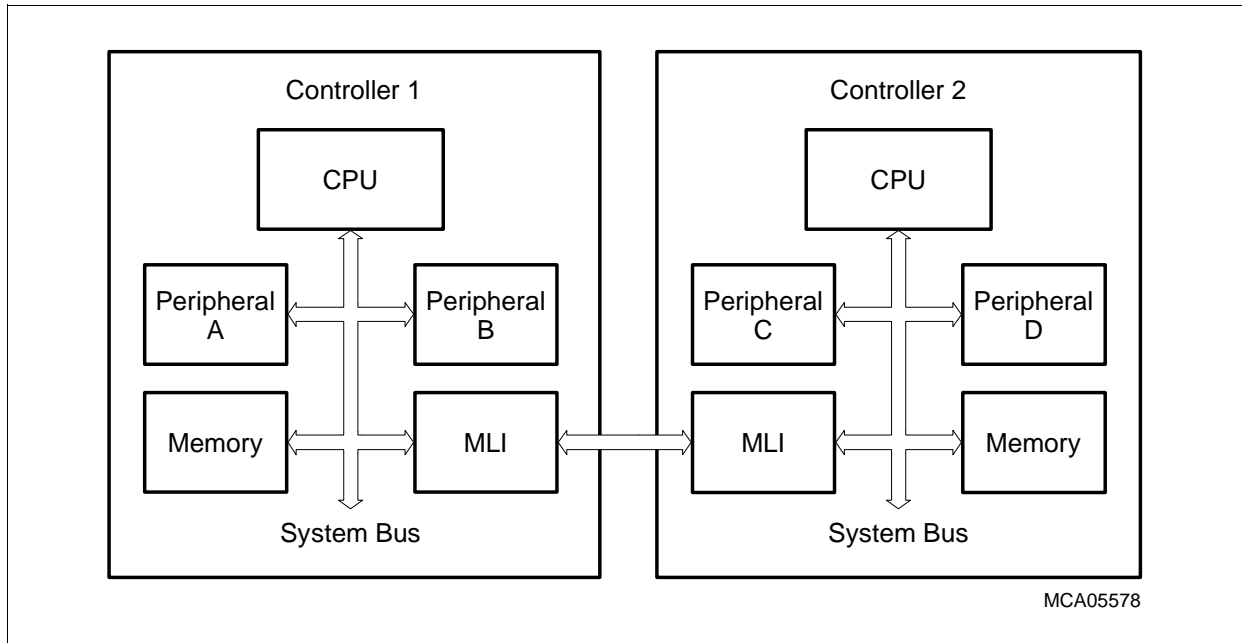 Controller 1
CPU
Peripheral
A
Peripheral
B
Memory
MLI
System Bus
Controller 2
CPU
Peripheral
C
Peripheral
D
MLI
Memory
System Bus
MCA05578